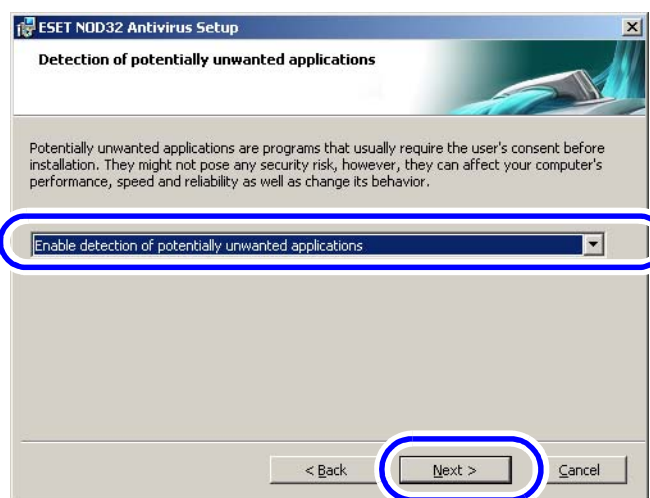 ESET NOD32 Antivirus Setup
Detection of potentially unwanted applications
Potentially unwanted applications are programs that usually require the user's consent before
installation. They might not pose any security risk, however, they can affect your computer's
performance, speed and reliability as well as change its behavior.
Enable detection of potentially unwanted applications
< Back
Next >
Cancel